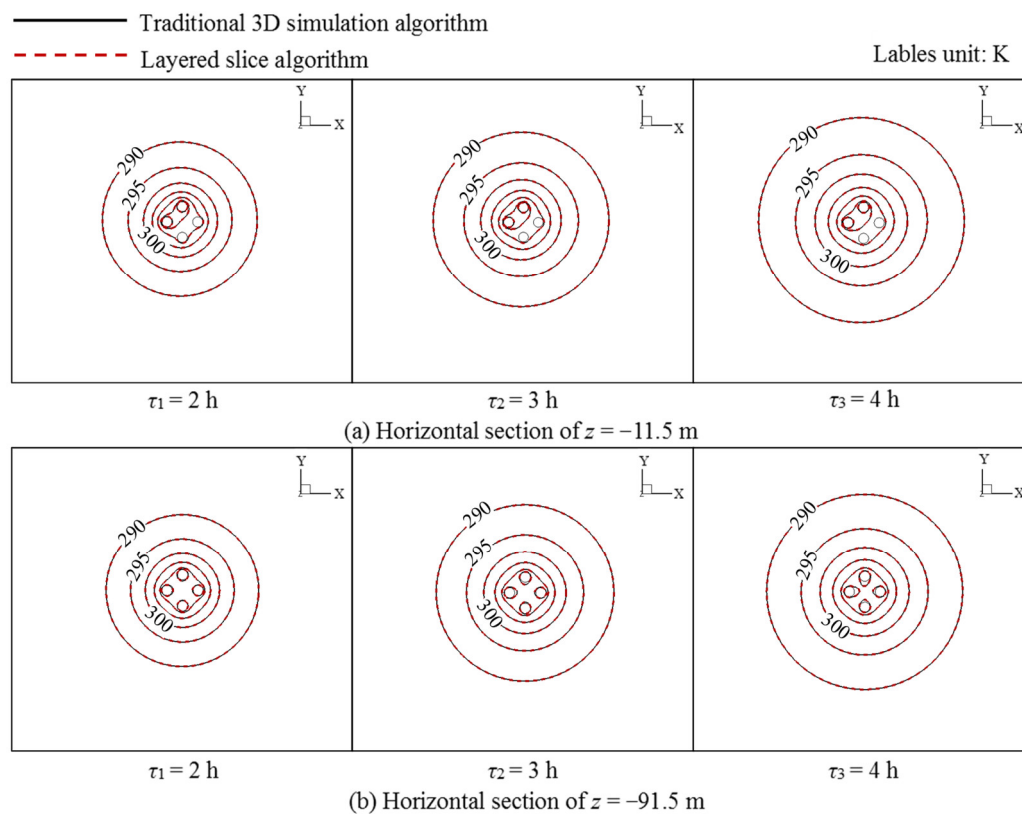 Traditional 3D simulation algorithm
Layered slice algorithm
Lables unit: K
Y
X
z
290
295
300
Y
X
z
290
295
300
Y
X
z
290
295
300
τ1 = 2 h
τ2 = 3 h
τ3 = 4 h
(a) Horizontal section of z = −11.5 m
Y
X
z
290
295
300
Y
X
z
290
295
300
Y
X
z
290
295
300
τ1 = 2 h
τ2 = 3 h
τ3 = 4 h
(b) Horizontal section of z = −91.5 m